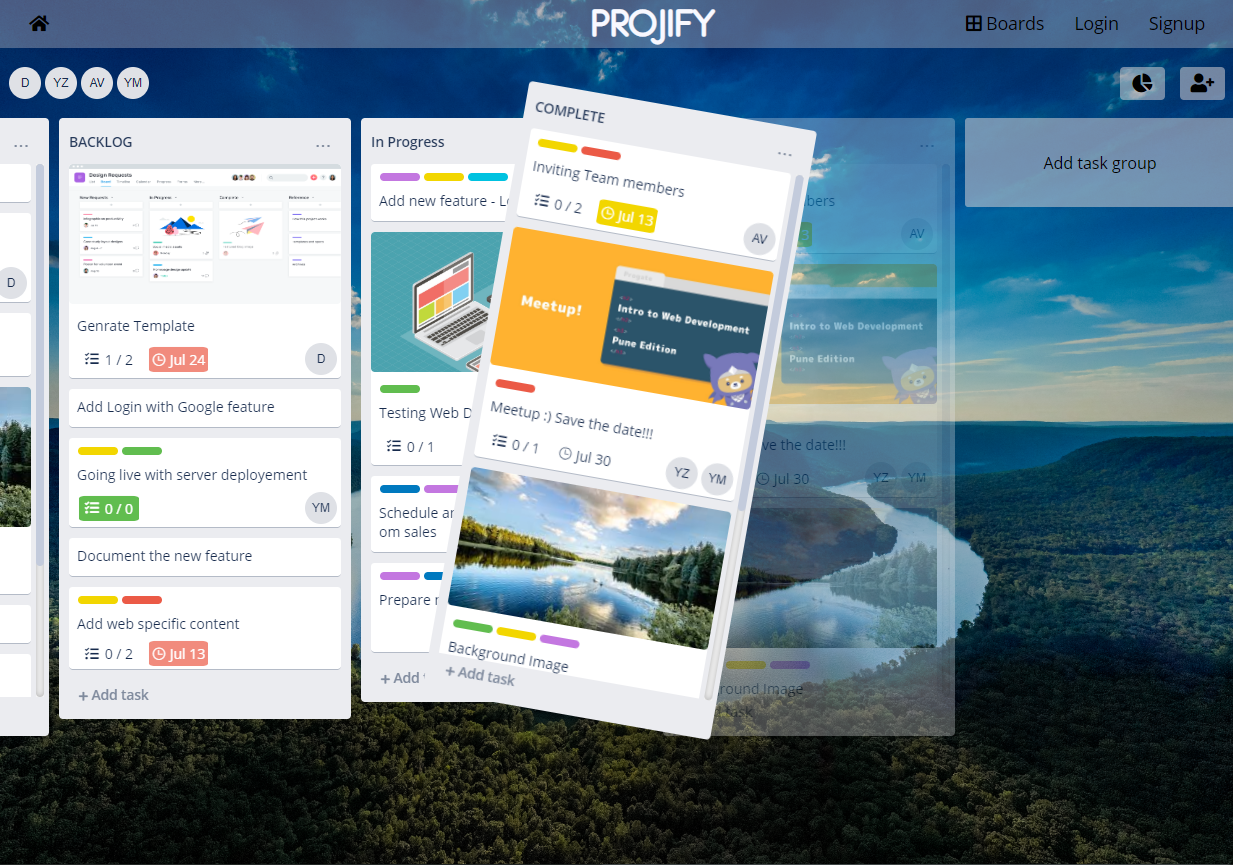 PROJIFY
Boards
Login
Signup
D
YZ
AV
YM
D
BACKLOG
Design Requests
New Requests
In Progress
Complete
Reference
Genrate Template
1 / 2
Jul 24
D
Add Login with Google feature
Going live with server deployement
0 / 0
YM
Document the new feature
Add web specific content
0 / 2
Jul 13
+ Add task
In Progress
Add new feature - L
Testing Web D
0 / 1
Schedule a
om sales
Prepare
+ Add
COMPLETE
Inviting Team members
0 / 2
Jul 13
AV
Meetup!
Progate
Intro to Web Development
Pune Edition
Meetup :) Save the date!!!
0 / 1
Jul 30
YZ
YM
Background Image
+ Add task
mbers
3
AV
Intro to Web Development
Pune Edition
ve the date!!!
Jul 30
YZ
YM
round Image
Add task group